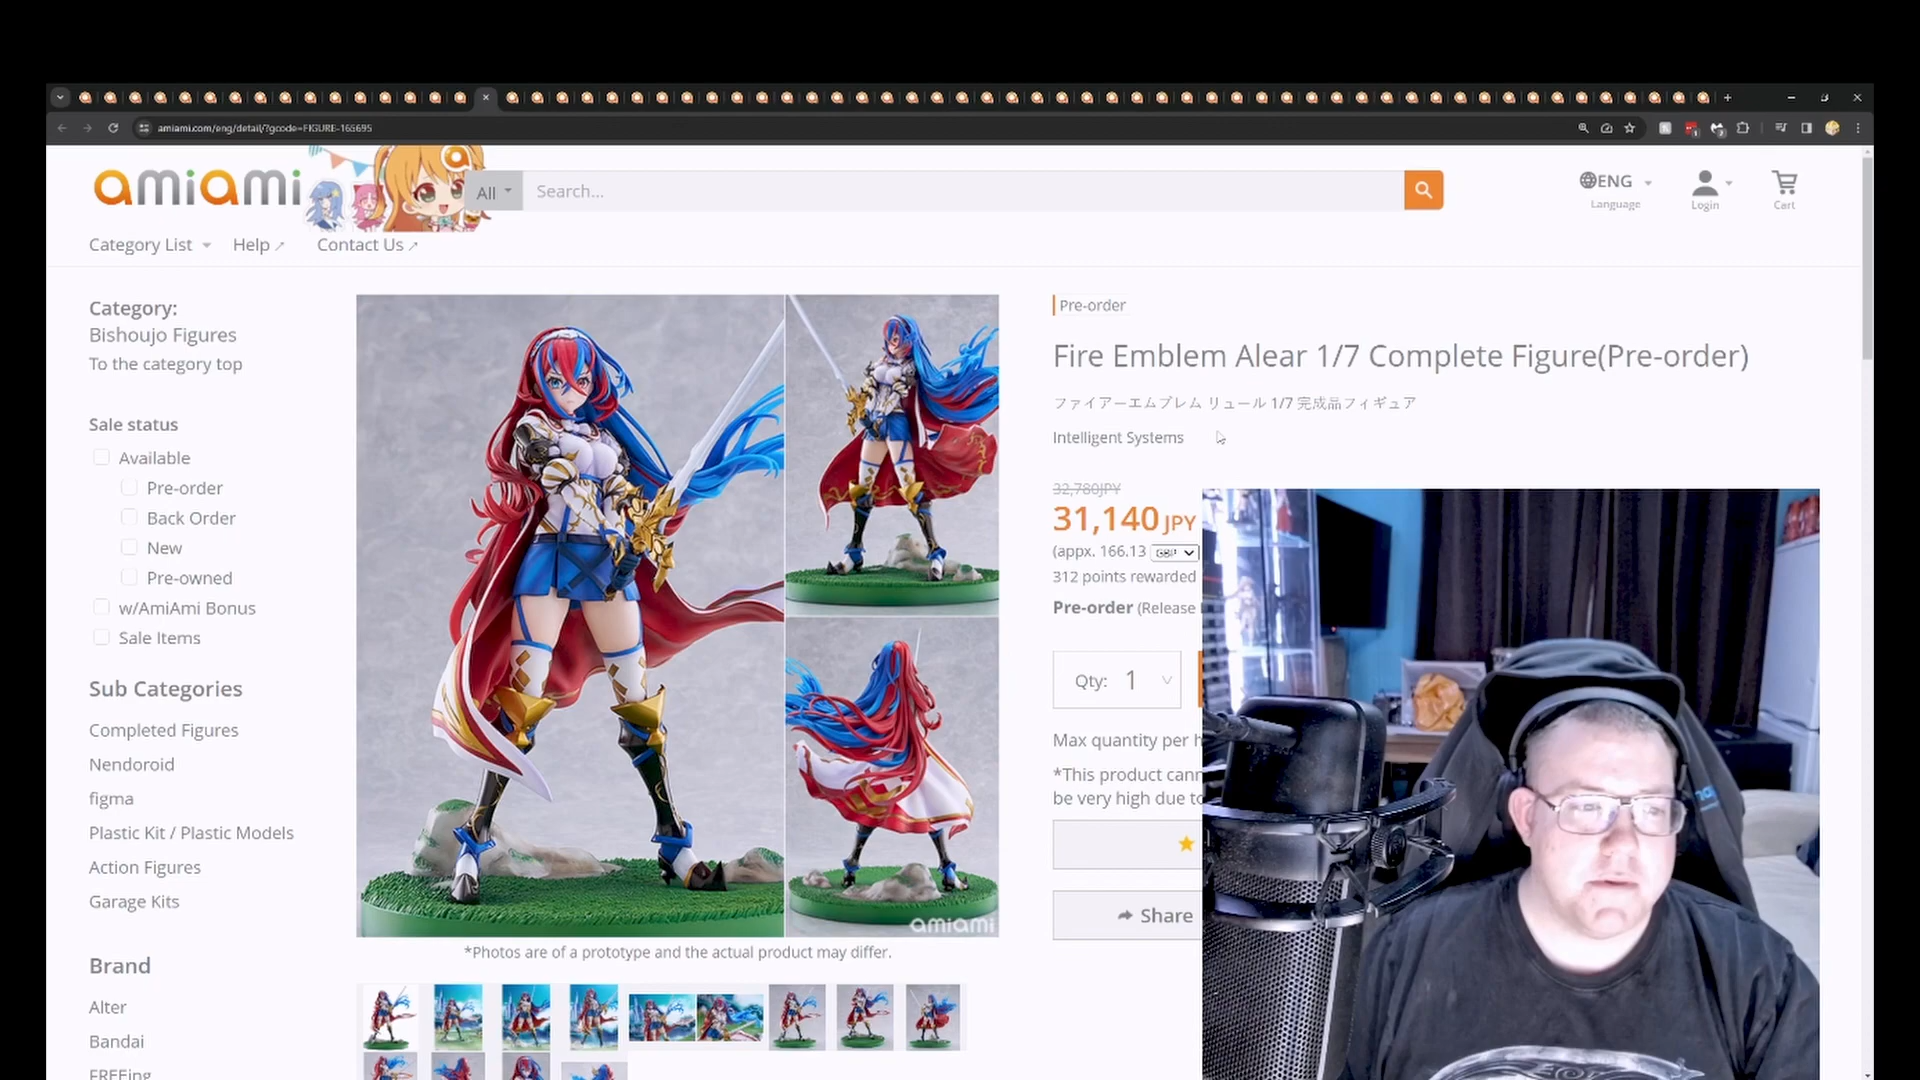 amiami.com/eng/detail/?gcode=FIGURE-165695
amiami
All
Search...
ENG
Language
Login
Cart
Category List
Help
Contact Us
Category:
Bishoujo Figures
To the category top
Sale status
Available
Pre-order
Back Order
New
Pre-owned
w/AmiAmi Bonus
Sale Items
Sub Categories
Completed Figures
Nendoroid
figma
Plastic Kit / Plastic Models
Action Figures
Garage Kits
Brand
Alter
Bandai
FREEing
amiami
*Photos are of a prototype and the actual product may differ.
Pre-order
Fire Emblem Alear 1/7 Complete Figure(Pre-order)
ファイアーエムブレム リュール 1/7 完成品フィギュア
Intelligent Systems
32,780JPY
31,140 JPY
(appx. 166.13 GBP
312 points rewarded
Pre-order (Release
Qty: 1
Max quantity per h
*This product cann
be very high due to
Share